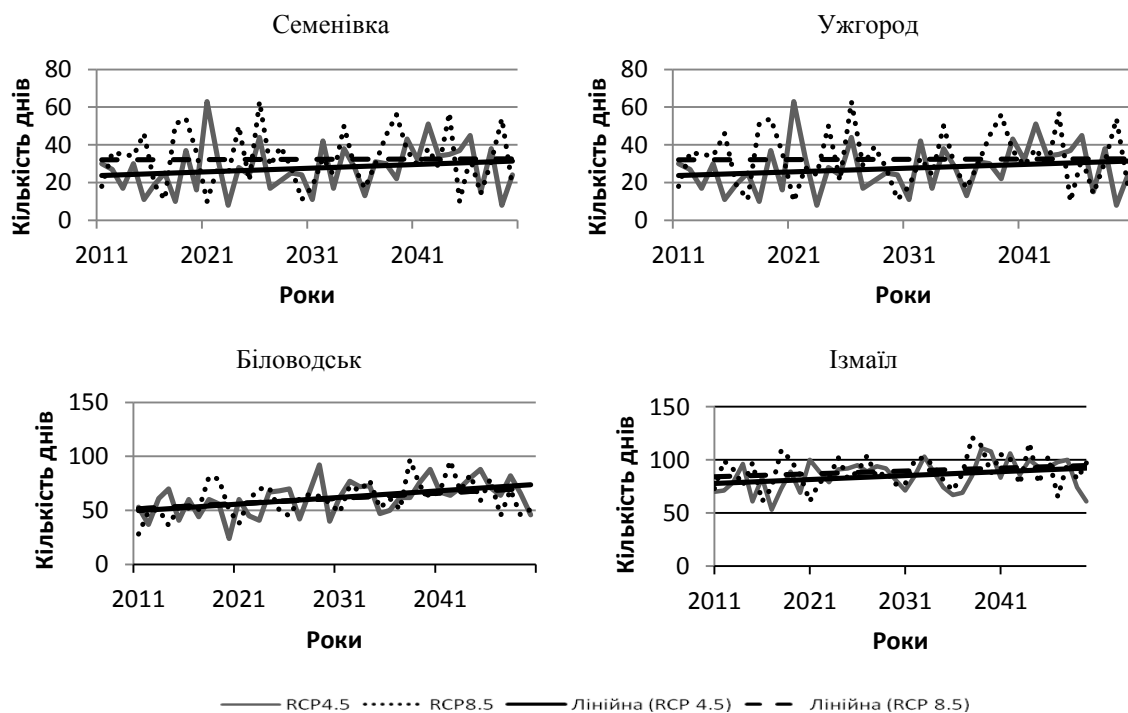 Семенівка
Кількість днів
80
60
40
20
0
2011 2021 2031 2041
Роки
Ужгород
Кількість днів
80
60
40
20
0
2011 2021 2031 2041
Роки
Біловодськ
Кількість днів
150
100
50
0
2011 2021 2031 2041
Роки
Ізмаїл
Кількість днів
150
100
50
0
2011 2021 2031 2041
Роки
RCP4.5 RCP8.5 Лінійна (RCP 4.5) Лінійна (RCP 8.5)